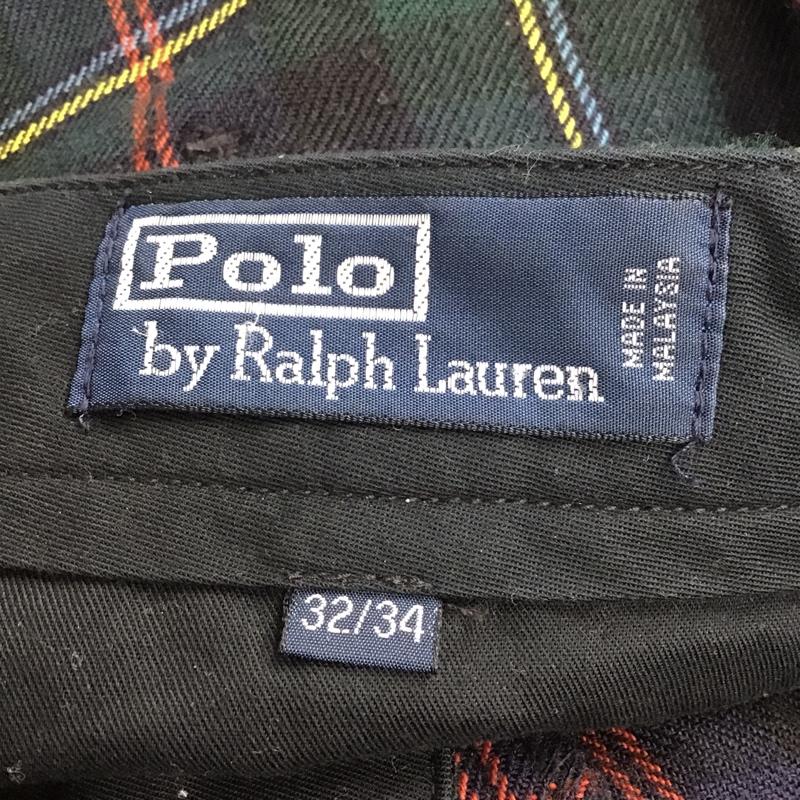 Polo
by Ralph Lauren
MADE IN
MALAYSIA
32/34